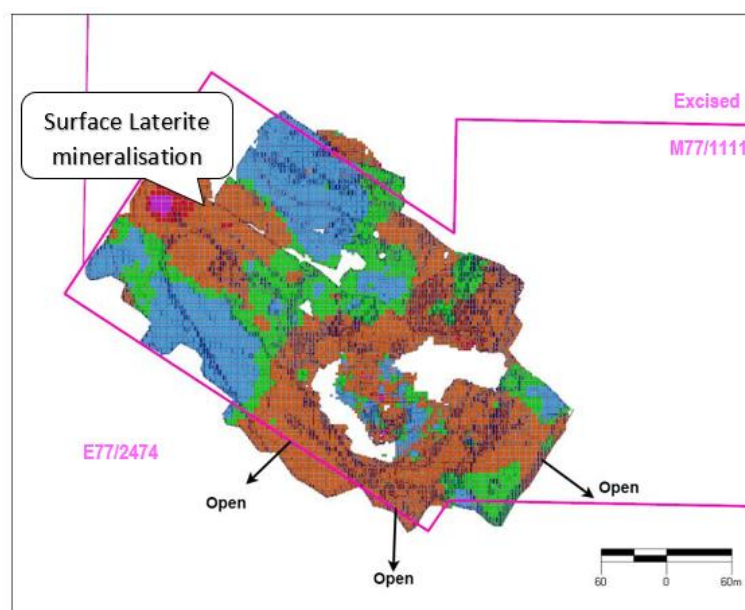 Excised
M77/1111
Surface Laterite
mineralisation
E77/2474
Open
Open
Open
60 0 60m